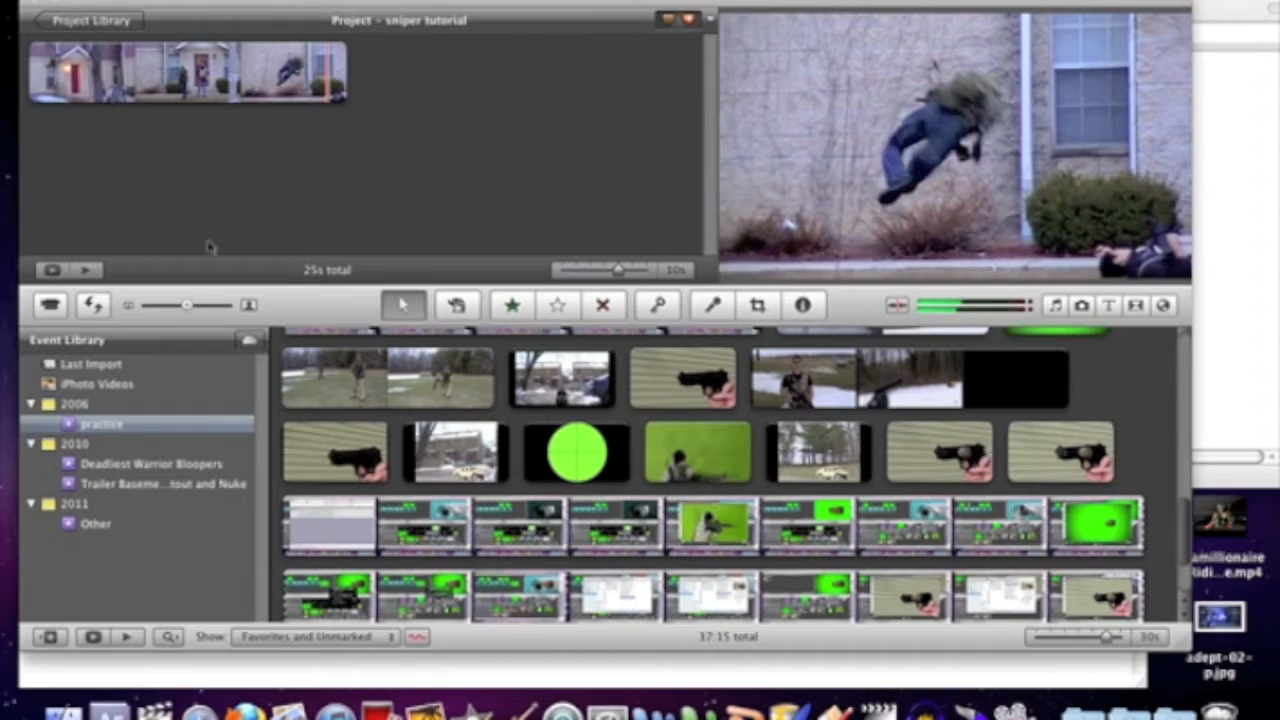 Project Library
Project - sniper tutorial
25s total
10s
Event Library
Last Import
iPhoto Videos
2006
practice
2010
Deadliest Warrior Bloopers
Trailer Baseme...tout and Nuke
2011
Other
Show:
Favorites and Unmarked
37:15 total
30s
amillionaire
Ridi...e.mp4
adept-02-
p.jpg